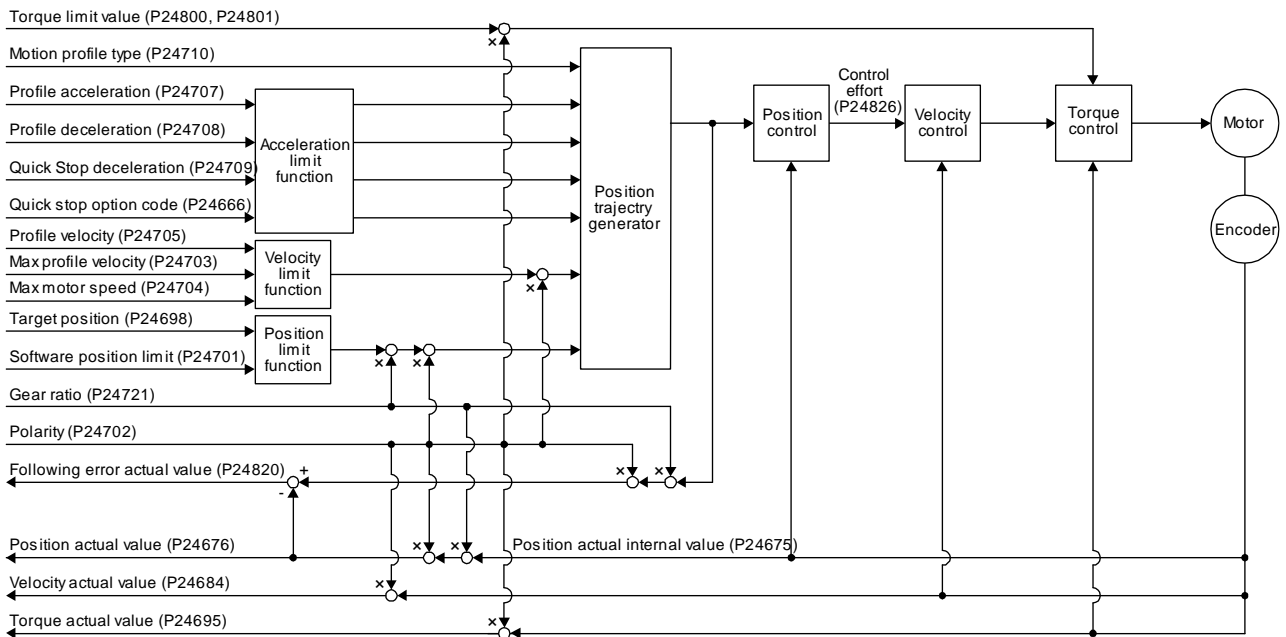 Torque limit value (P24800, P24801)
×
Motion profile type (P24710)
Profile acceleration (P24707)
Profile deceleration (P24708)
Quick Stop deceleration (P24709)
Quick stop option code (P24666)
Acceleration
limit
function
Profile velocity (P24705)
Max profile velocity (P24703)
Max motor speed (P24704)
Velocity
limit
function
×
Target position (P24698)
Software position limit (P24701)
Position
limit
function
×
×
Position
trajectry
generator
Position
control
Control
effort
(P24826)
Velocity
control
Torque
control
Motor
Encoder
Gear ratio (P24721)
Polarity (P24702)
Following error actual value (P24820)
+
-
×
×
Position actual value (P24676)
×
×
Position actual internal value (P24675)
Velocity actual value (P24684)
×
Torque actual value (P24695)
×